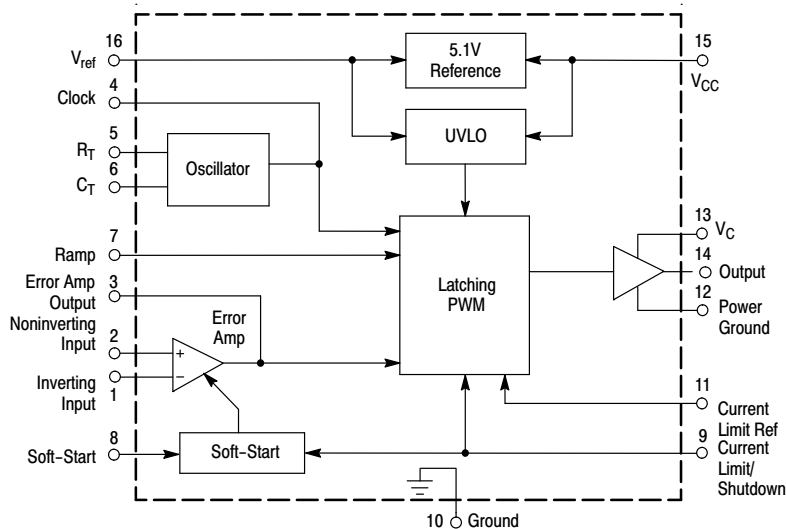 16
V_ref
5.1V
Reference
15
V_CC
4
Clock
UVLO
5
R_T
Oscillator
6
C_T
13
V_C
14
Output
12
Power
Ground
Latching
PWM
7
Ramp
Error Amp
3
Output
Noninverting
2
Input
Error
Amp
+
−
Inverting
Input
1
11
Current
Limit Ref
9
Current
Limit/
Shutdown
8
Soft−Start
Soft−Start
10
Ground